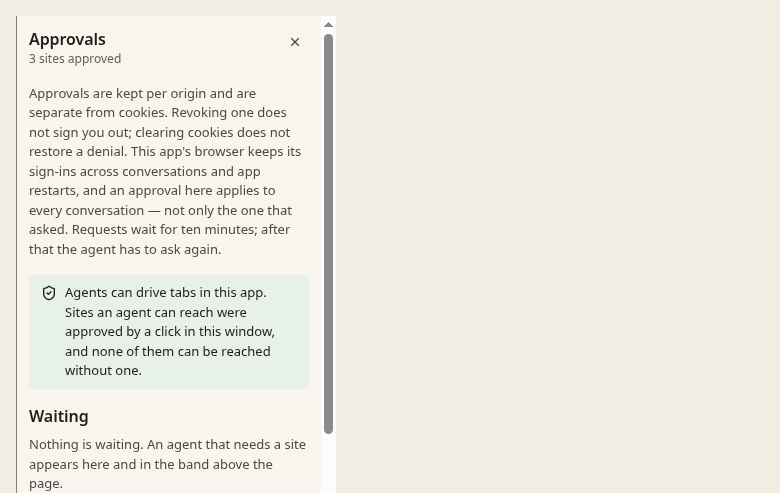 Approvals
3 sites approved
Approvals are kept per origin and are
separate from cookies. Revoking one does
not sign you out; clearing cookies does not
restore a denial. This app's browser keeps its
sign-ins across conversations and app
restarts, and an approval here applies to
every conversation — not only the one that
asked. Requests wait for ten minutes; after
that the agent has to ask again.
Agents can drive tabs in this app.
Sites an agent can reach were
approved by a click in this window,
and none of them can be reached
without one.
Waiting
Nothing is waiting. An agent that needs a site
appears here and in the band above the
page.